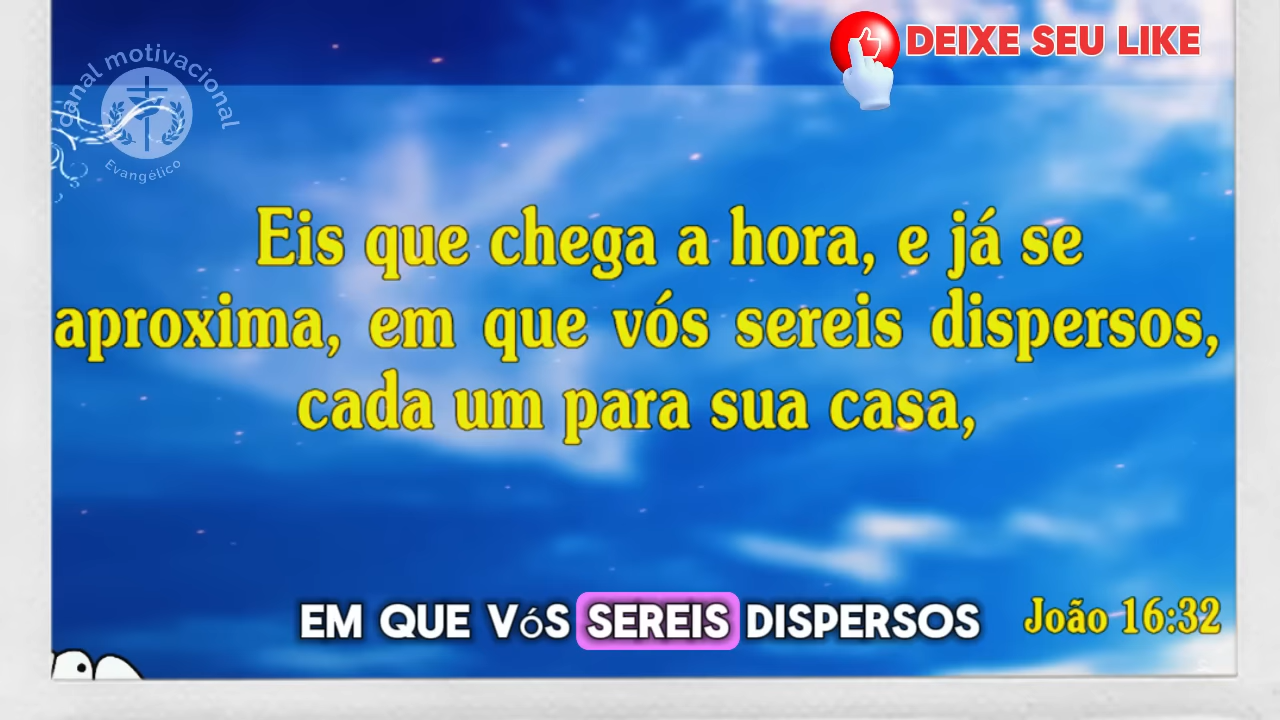 DEIXE SEU LIKE
canal motivacional
Evangélico
Eis que chega a hora, e já se
aproxima, em que vós sereis dispersos,
cada um para sua casa,
EM QUE VóS SEREIS DISPERSOS
João 16:32